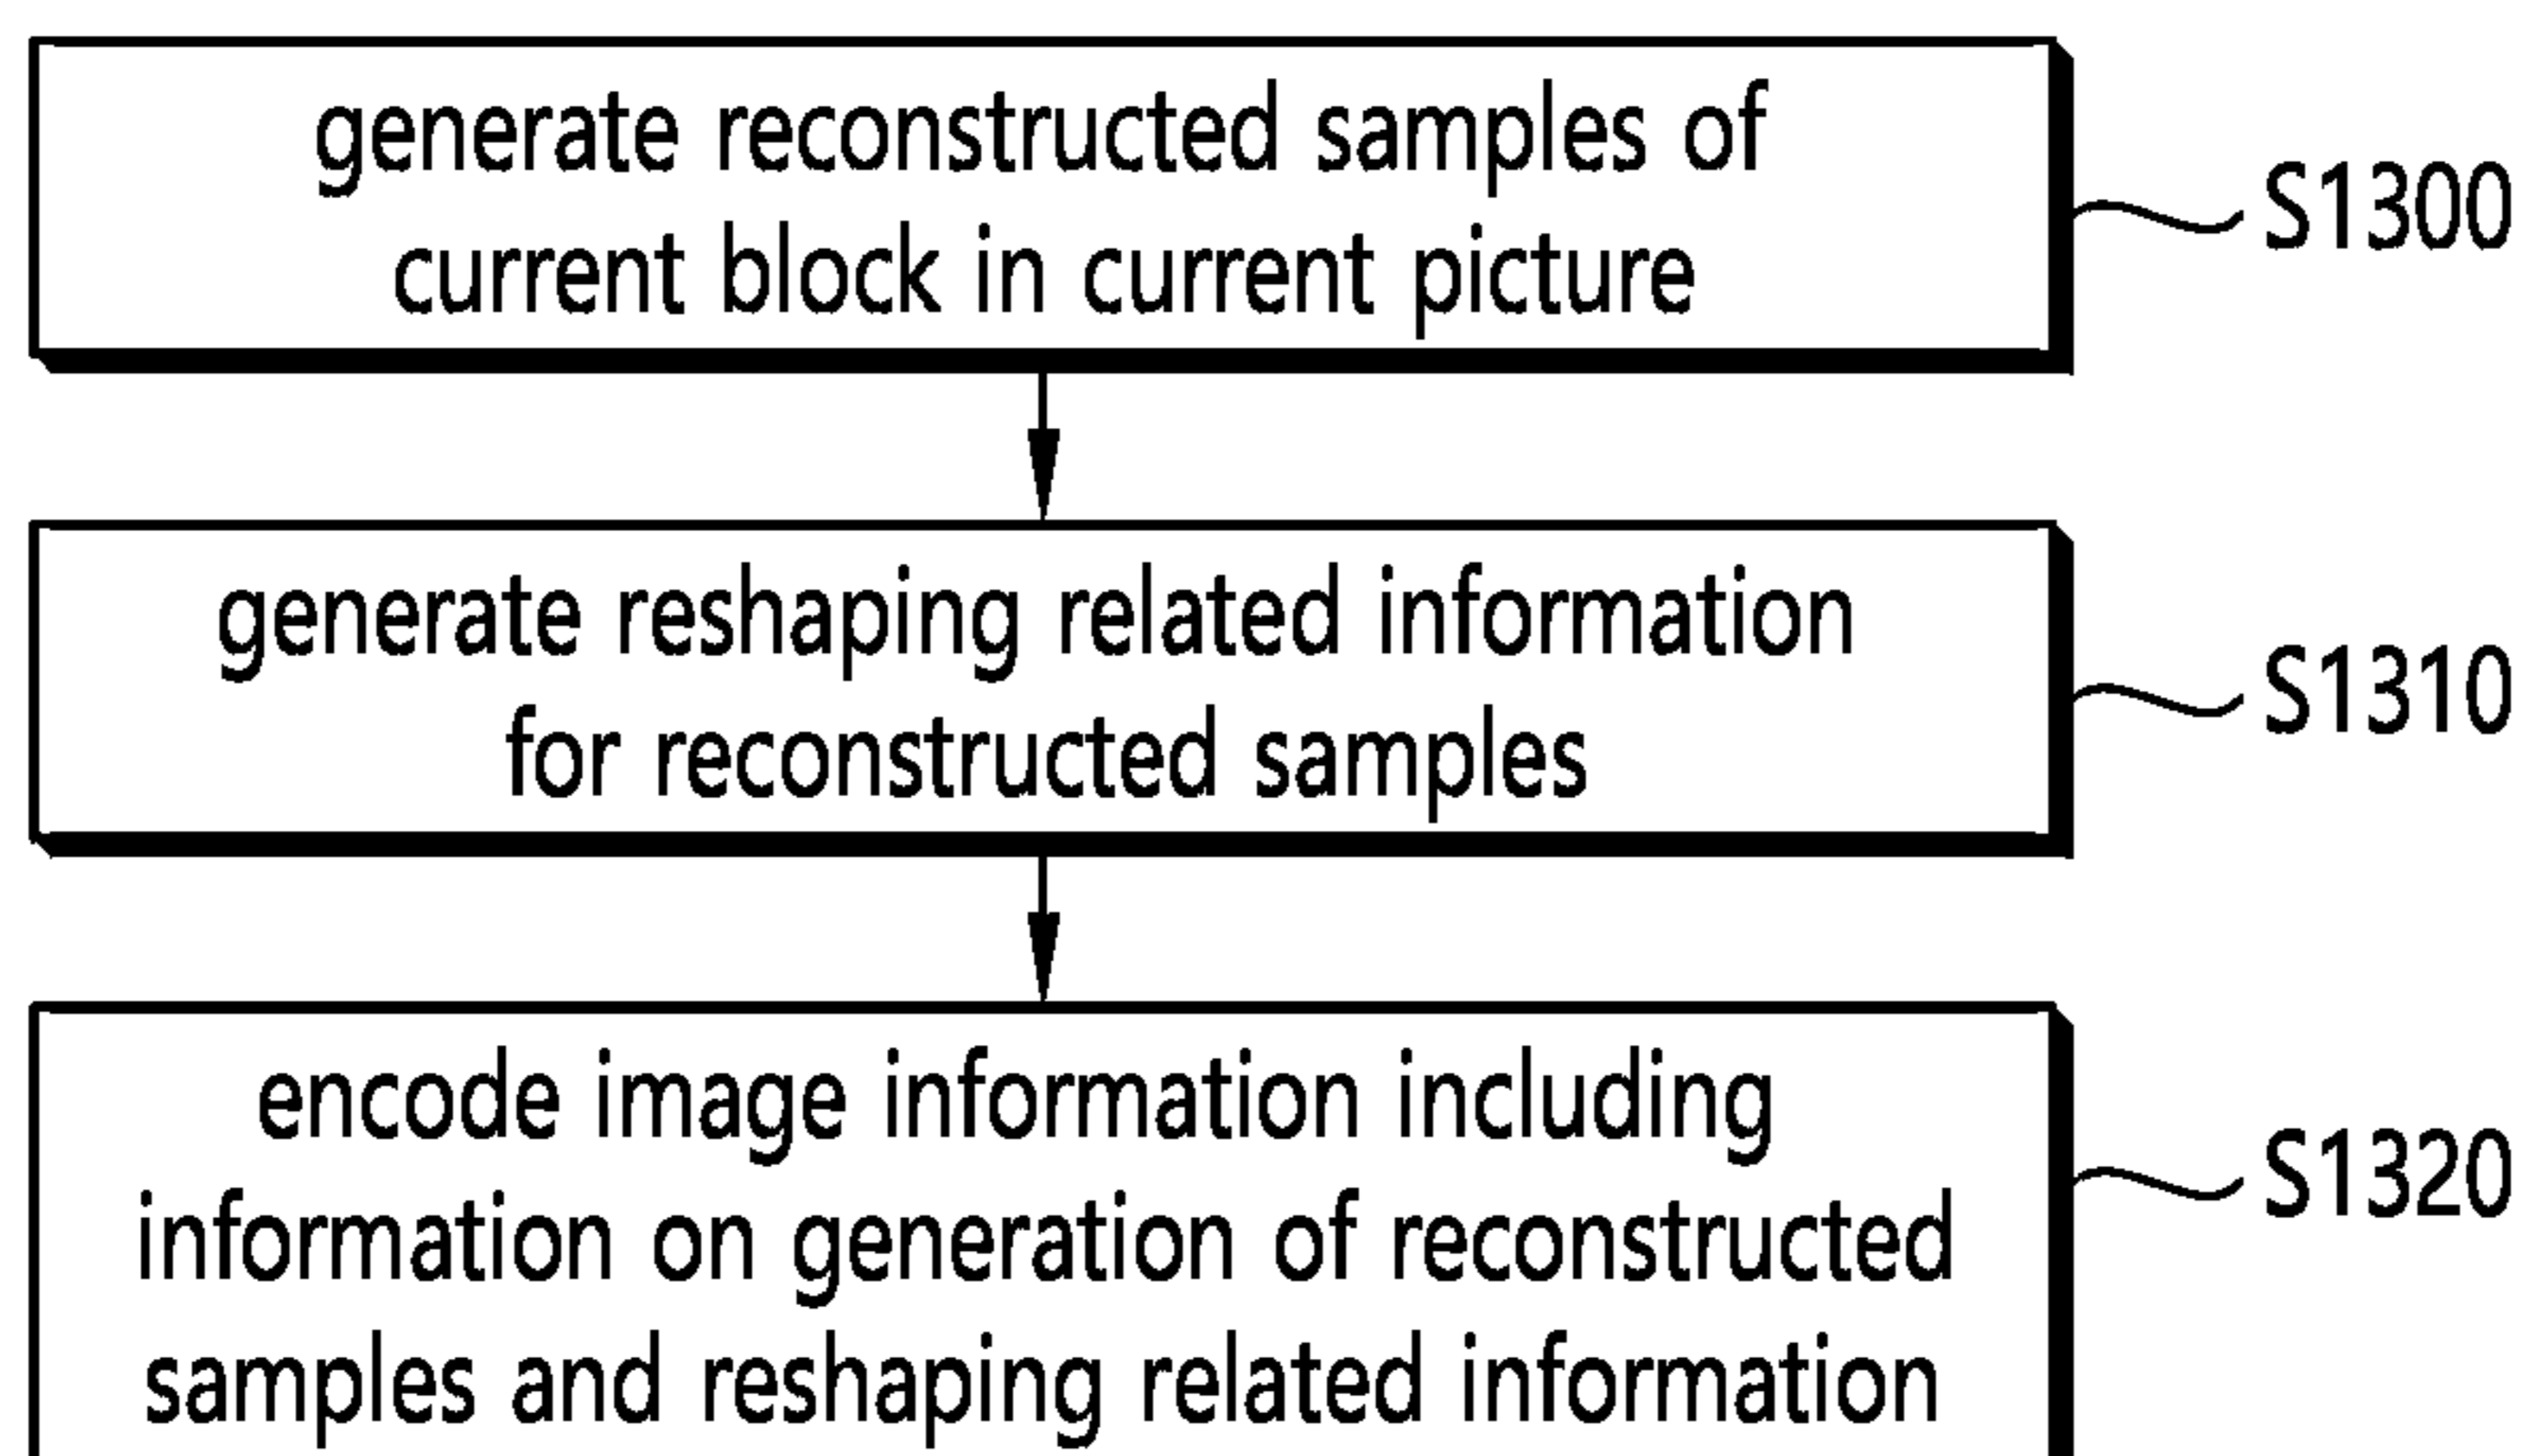 generate reconstructed samples of
current block in current picture
S1300
generate reshaping related information
for reconstructed samples
S1310
encode image information including
information on generation of reconstructed
samples and reshaping related information
S1320